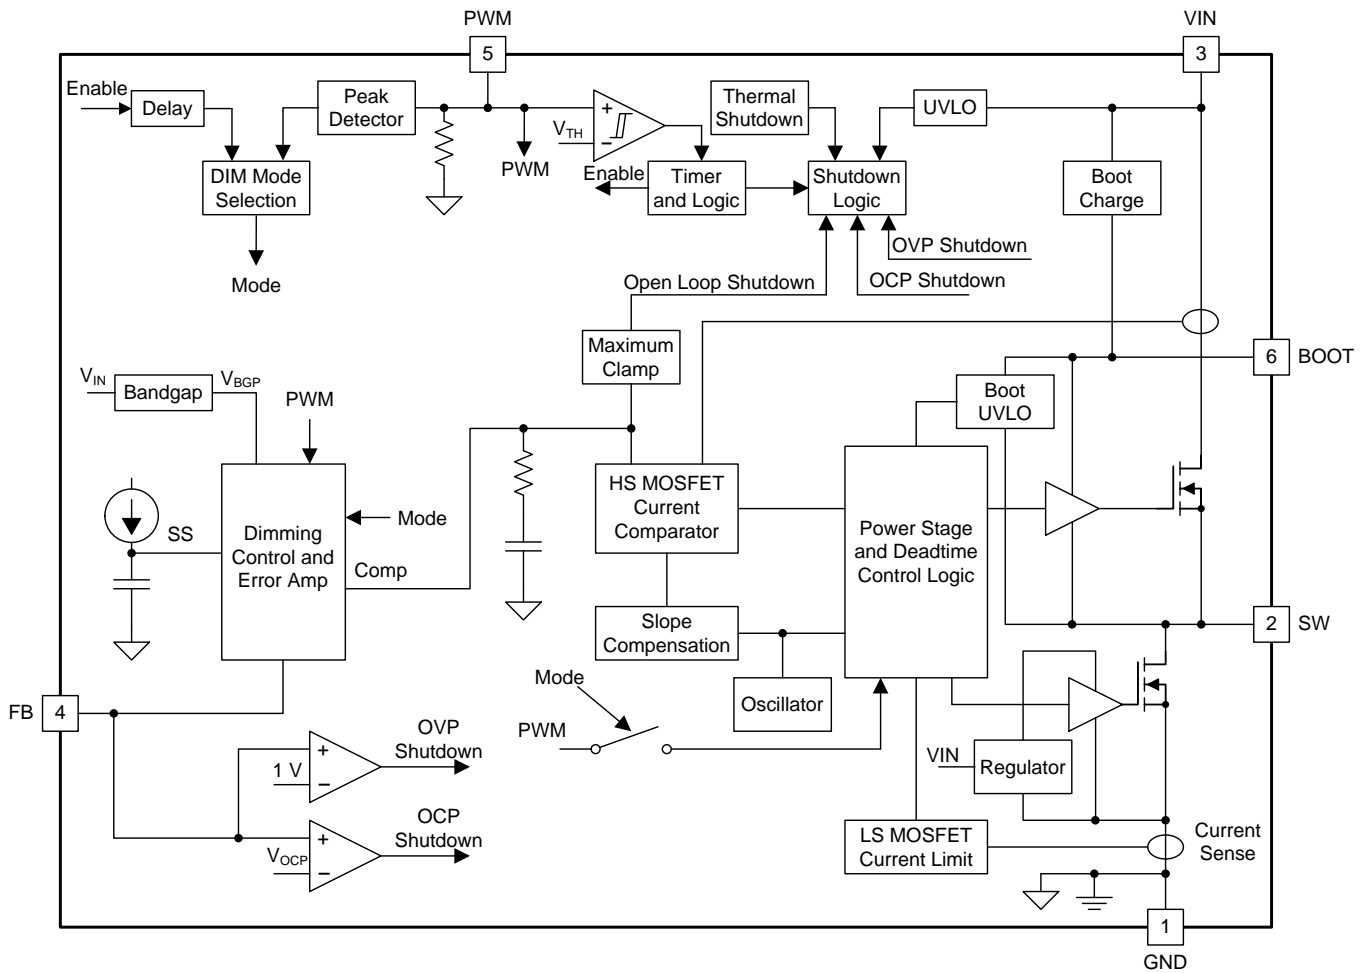 PWM
VIN
5
3
Enable
Delay
Peak
Detector
+
VTH
−
PWM
Thermal
Shutdown
UVLO
DIM Mode
Selection
Enable
Timer
and Logic
Shutdown
Logic
Boot
Charge
Mode
OVP Shutdown
Open Loop Shutdown
OCP Shutdown
Maximum
Clamp
6
BOOT
VIN
Bandgap
VBGP
PWM
Boot
UVLO
HS MOSFET
Current
Comparator
Mode
SS
Dimming
Control and
Error Amp
Comp
Power Stage
and Deadtime
Control Logic
Slope
Compensation
2
SW
Mode
Oscillator
FB
4
PWM
OVP
Shutdown
+
1 V
−
VIN
Regulator
OCP
Shutdown
+
VOCP
−
LS MOSFET
Current Limit
Current
Sense
1
GND